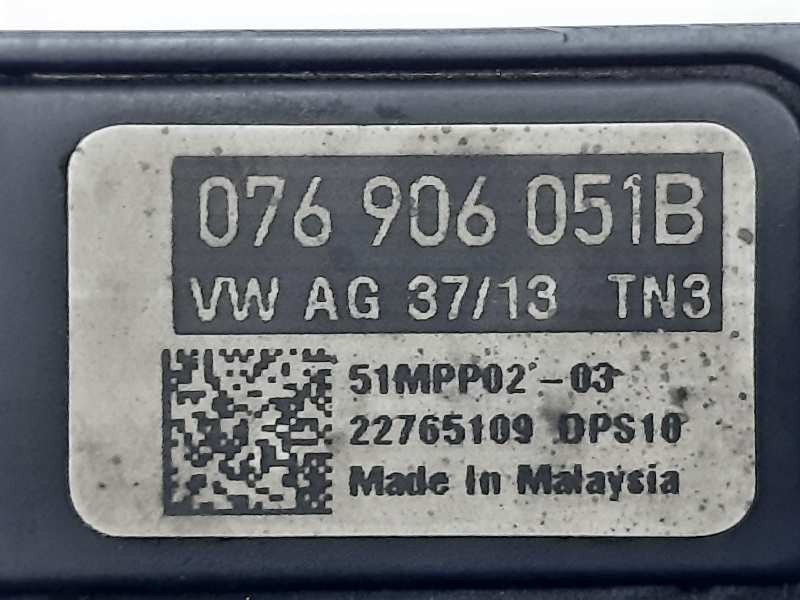 076 906 051B
VW AG 37/13 TN3
51MPP02-03
22765109 DPS10
Made In Malaysia